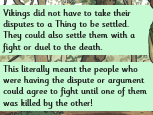 Vikings did not have to take their
disputes to a Thing to be settled.
They could also settle them with a
fight or duel to the death.
This literally meant the people who
were having the dispute or argument
could agree to fight until one of them
was killed by the other!